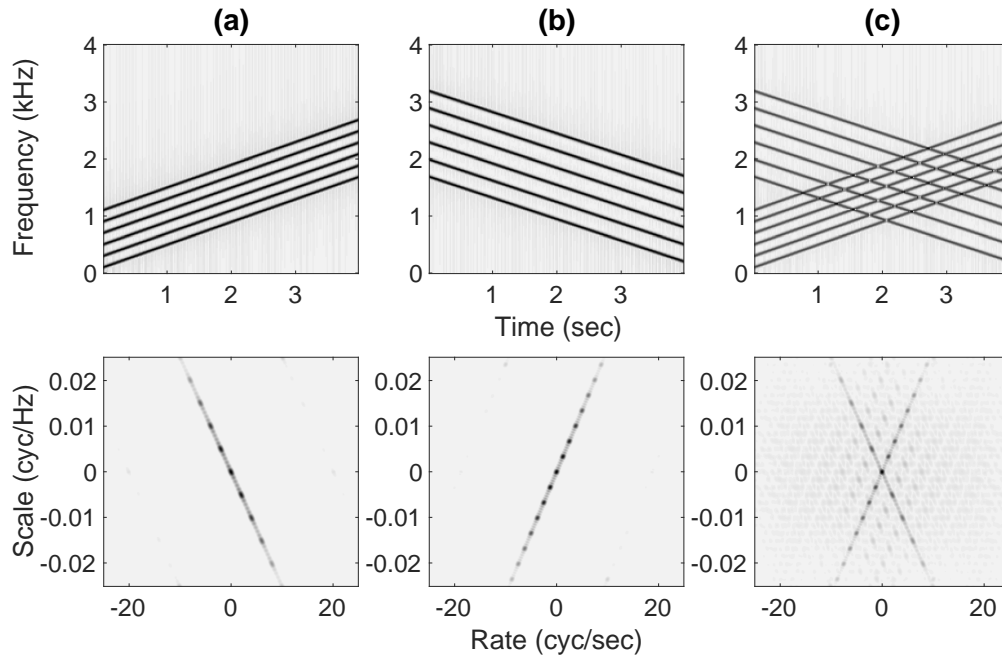 (a) (b) (c)
Frequency (kHz)
4 4 4
3 3 3
2 2 2
1 1 1
0 0 0
1 2 3 1 2 3 1 2 3
Time (sec)
Scale (cyc/Hz)
0.02 0.02 0.02
0.01 0.01 0.01
0 0 0
-0.01 -0.01 -0.01
-0.02 -0.02 -0.02
-20 0 20 -20 0 20 -20 0 20
Rate (cyc/sec)